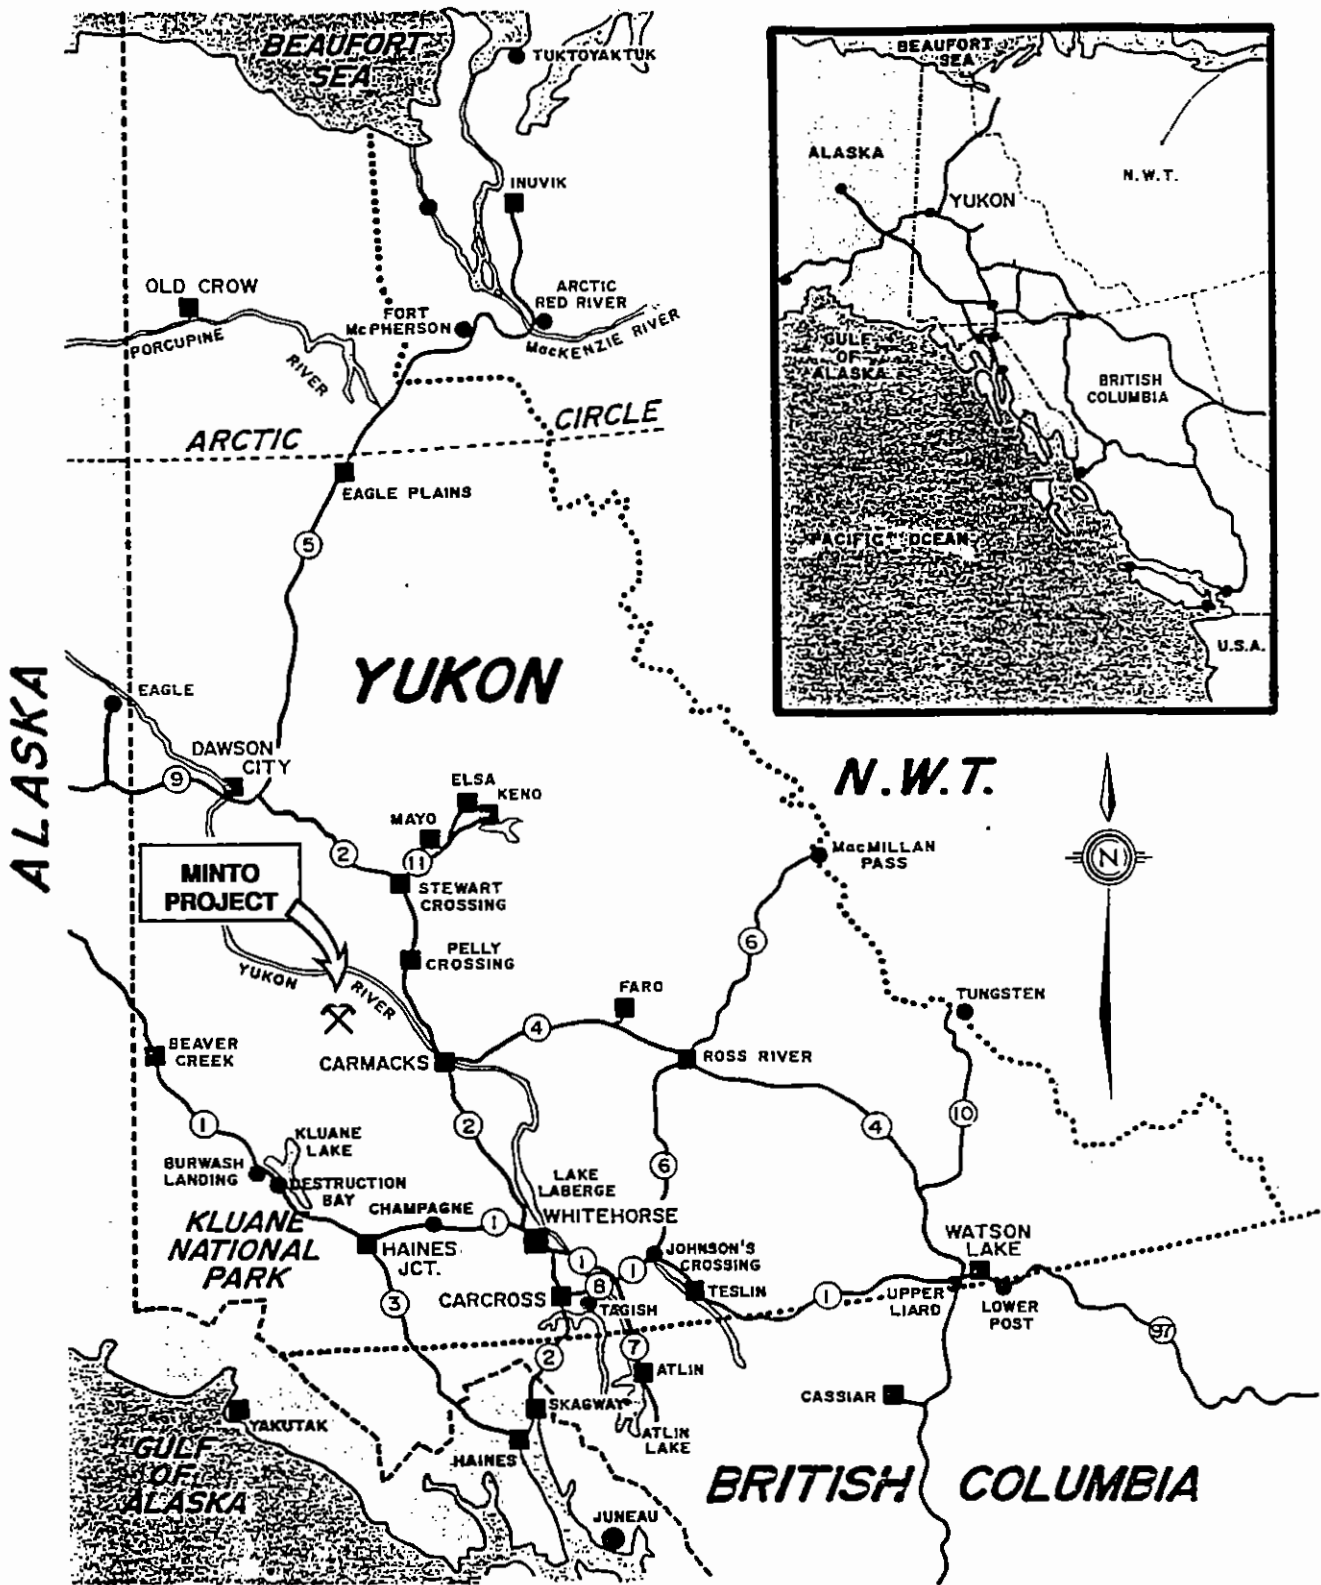 BEAUFORT
SEA
TUKTOYAKTUK
INUVIK
OLD CROW
PORCUPINE
RIVER
FORT
McPHERSON
ARCTIC
RED RIVER
MacKENZIE RIVER
ARCTIC
CIRCLE
EAGLE PLAINS
5
YUKON
ALASKA
EAGLE
DAWSON
CITY
9
ELSA
KENO
MAYO
2
11
STEWART
CROSSING
MINTO
PROJECT
PELLY
CROSSING
YUKON
RIVER
N.W.T.
MacMILLAN
PASS
N
6
FARO
4
TUNGSTEN
BEAVER
CREEK
CARMACKS
ROSS RIVER
1
2
4
10
KLUANE
LAKE
BURWASH
LANDING
DESTRUCTION
BAY
6
LAKE
LABERGE
CHAMPAGNE
1
WHITEHORSE
KLUANE
NATIONAL
PARK
HAINES
JCT.
1
8
1
JOHNSON'S
CROSSING
TESLIN
WATSON
LAKE
3
CARCROSS
TAGISH
1
UPPER
LIARD
LOWER
POST
97
2
7
ATLIN
CASSIAR
YAKUTAK
SKAGWAY
ATLIN
LAKE
HAINES
GULF
OF
ALASKA
BRITISH COLUMBIA
JUNEAU
BEAUFORT
SEA
ALASKA
N.W.T.
YUKON
GULF
OF
ALASKA
BRITISH
COLUMBIA
PACIFIC OCEAN
U.S.A.